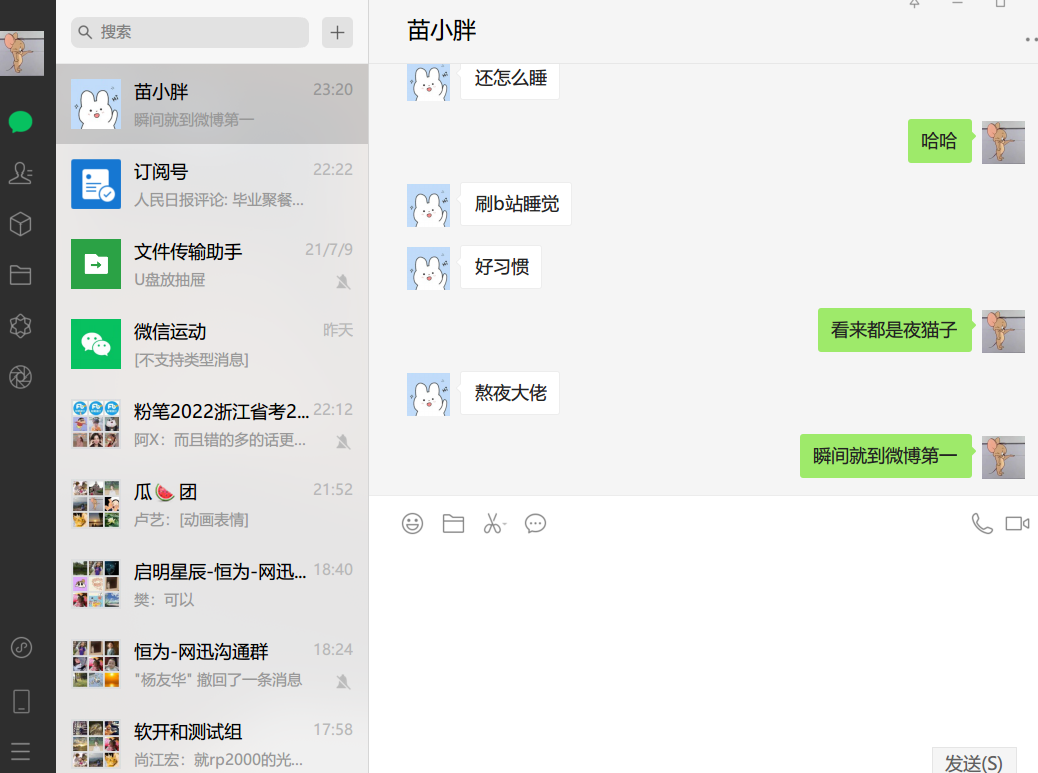 搜索
苗小胖
23:20
瞬间就到微博第一
订阅号
22:22
人民日报评论: 毕业聚餐...
文件传输助手
21/7/9
U盘放抽屉
微信运动
昨天
[不支持类型消息]
粉笔2022浙江省考2...
22:12
阿X：而且错的多的话更...
瓜🍉团
21:52
卢艺：[动画表情]
启明星辰-恒为-网迅...
18:40
樊：可以
恒为-网迅沟通群
18:24
"杨友华" 撤回了一条消息
软开和测试组
17:58
尚江宏：就rp2000的光...
苗小胖
还怎么睡
哈哈
刷b站睡觉
好习惯
看来都是夜猫子
熬夜大佬
瞬间就到微博第一
发送(S)